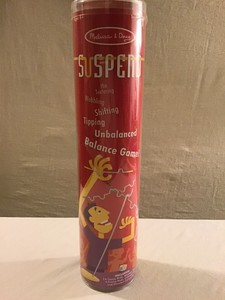 Melissa & Doug
SUSPEND
the
Teetering
Wobbling
Shifting
Tipping
Unbalanced
Balance Game!